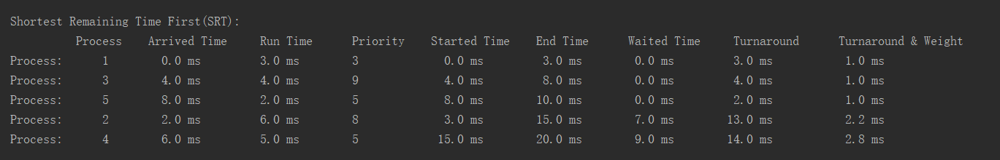 Shortest Remaining Time First(SRT):
Process Arrived Time Run Time Priority Started Time End Time Waited Time Turnaround Turnaround & Weight
Process: 1 0.0 ms 3.0 ms 3 0.0 ms 3.0 ms 0.0 ms 3.0 ms 1.0 ms
Process: 3 4.0 ms 4.0 ms 9 4.0 ms 8.0 ms 0.0 ms 4.0 ms 1.0 ms
Process: 5 8.0 ms 2.0 ms 5 8.0 ms 10.0 ms 0.0 ms 2.0 ms 1.0 ms
Process: 2 2.0 ms 6.0 ms 8 3.0 ms 15.0 ms 7.0 ms 13.0 ms 2.2 ms
Process: 4 6.0 ms 5.0 ms 5 15.0 ms 20.0 ms 9.0 ms 14.0 ms 2.8 ms